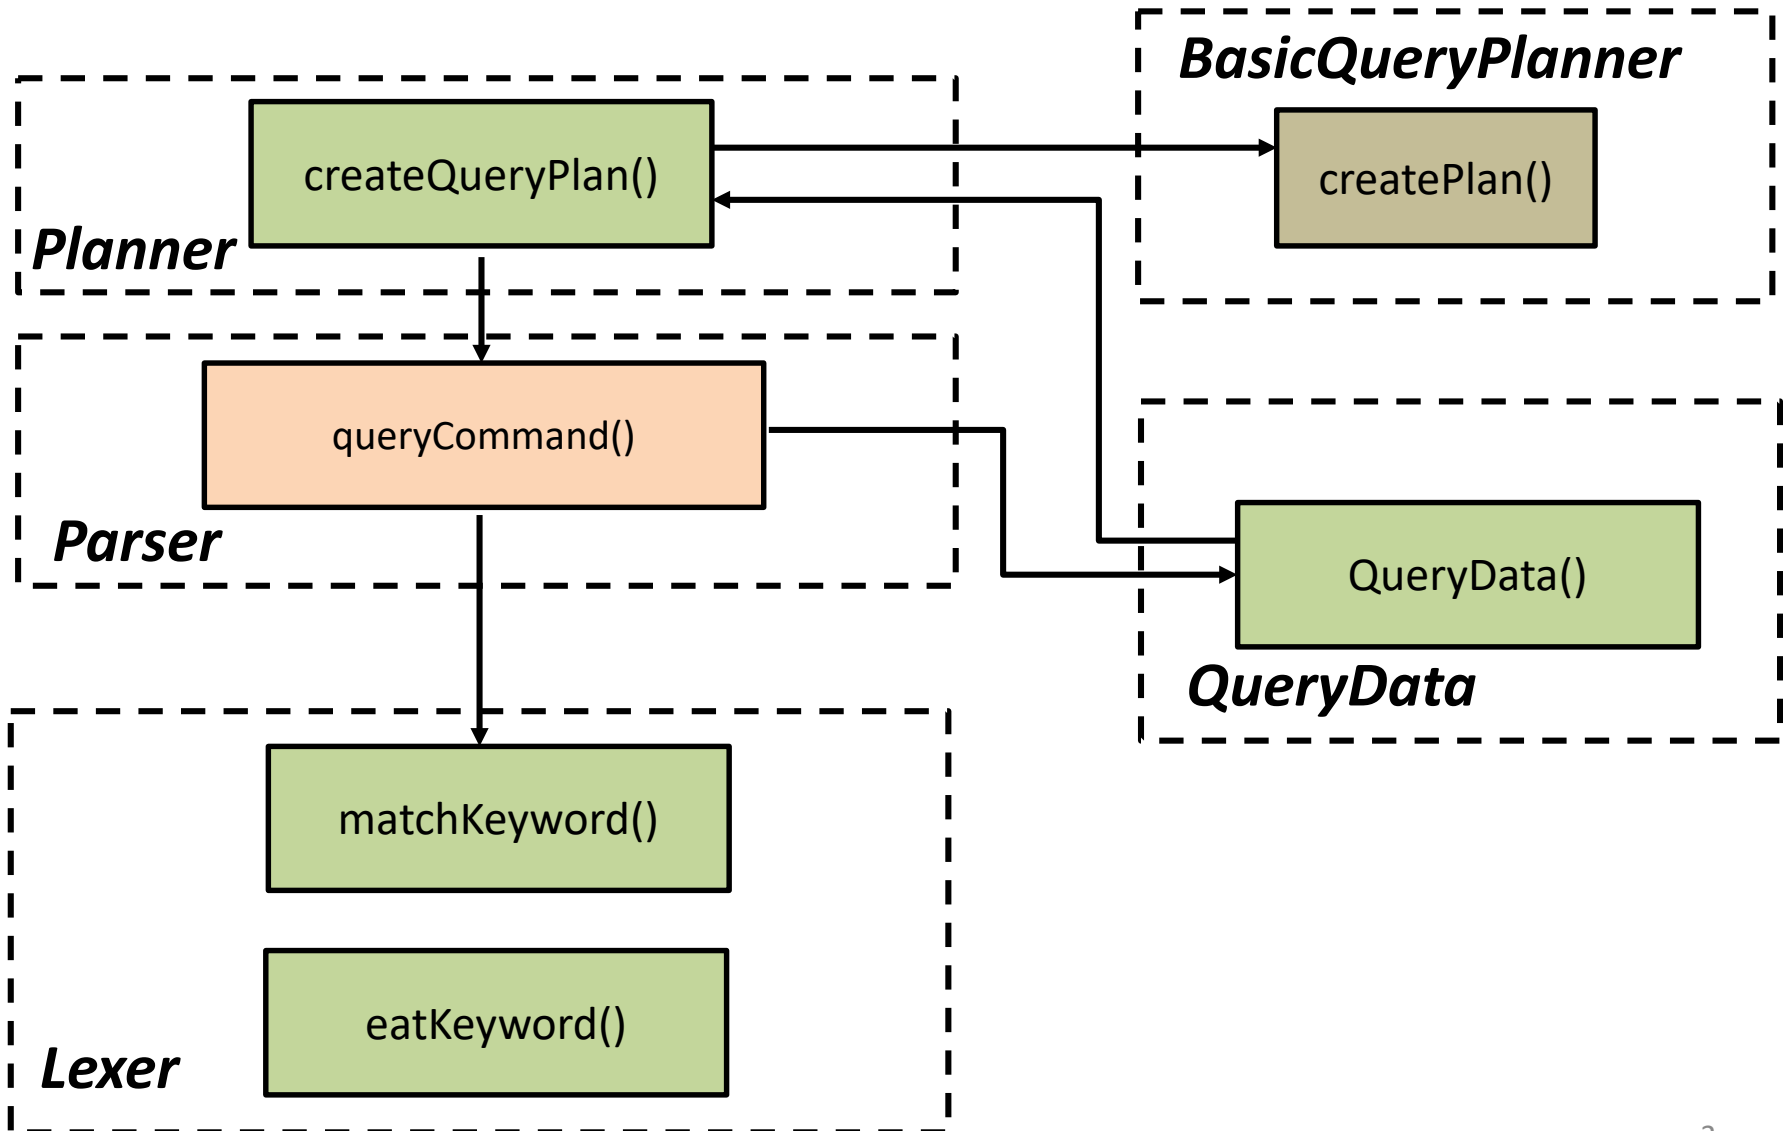 BasicQueryPlanner
createQueryPlan()
createPlan()
Planner
queryCommand()
Parser
QueryData()
QueryData
matchKeyword()
eatKeyword()
Lexer